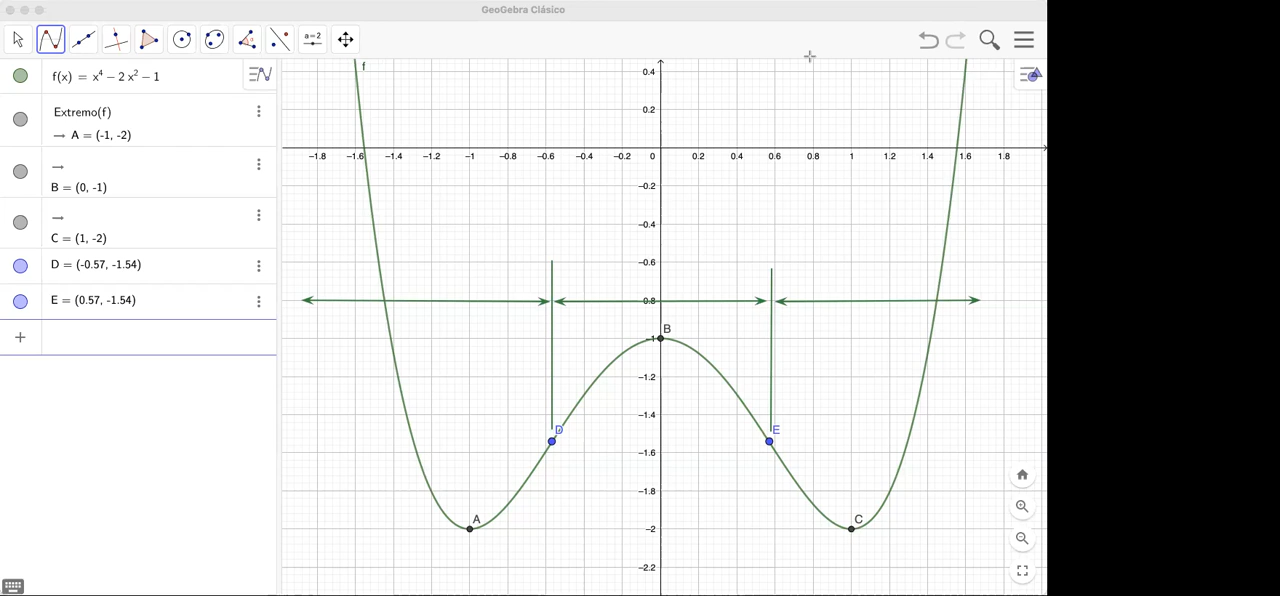 GeoGebra Clásico
a=2
f(x) = x⁴ − 2 x² − 1
Extremo(f)
→ A = (-1, -2)
→
B = (0, -1)
→
C = (1, -2)
D = (-0.57, -1.54)
E = (0.57, -1.54)
+
f
0.4
0.2
−1.8 −1.6 −1.4 −1.2 −1 −0.8 −0.6 −0.4 −0.2 0 0.2 0.4 0.6 0.8 1 1.2 1.4 1.6 1.8
−0.2
−0.4
−0.6
−0.8
B
−1
−1.2
−1.4
D E
−1.6
−1.8
A C
−2
−2.2